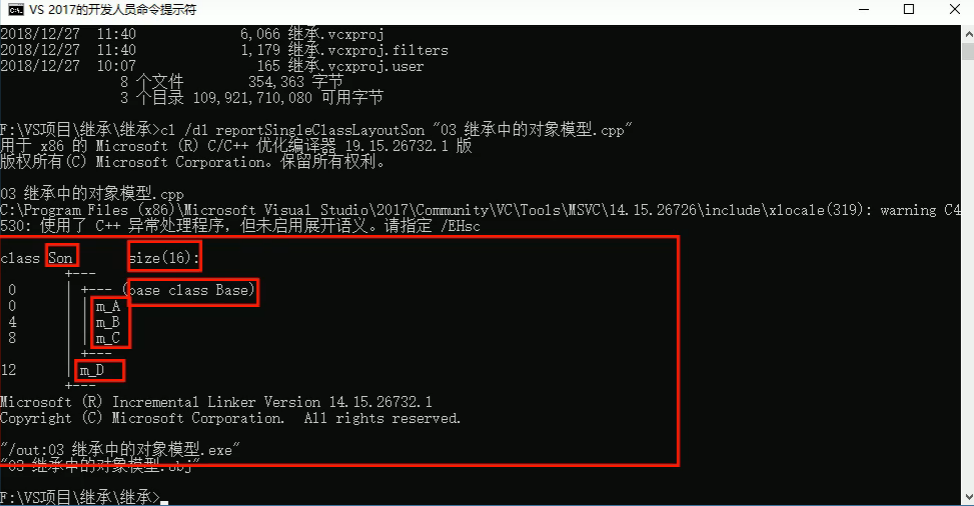 VS 2017的开发人员命令提示符
2018/12/27 11:40 6,066 继承.vcxproj
2018/12/27 11:40 1,179 继承.vcxproj.filters
2018/12/27 10:07 165 继承.vcxproj.user
8 个文件 354,363 字节
3 个目录 109,921,710,080 可用字节
F:\VS项目\继承\继承>cl /d1 reportSingleClassLayoutSon "03 继承中的对象模型.cpp"
用于 x86 的 Microsoft (R) C/C++ 优化编译器 19.15.26732.1 版
版权所有(C) Microsoft Corporation。保留所有权利。
03 继承中的对象模型.cpp
C:\Program Files (x86)\Microsoft Visual Studio\2017\Community\VC\Tools\MSVC\14.15.26726\include\xlocale(319): warning C4
530: 使用了 C++ 异常处理程序，但未启用展开语义。请指定 /EHsc
class Son size(16):
+---
0 | +--- (base class Base)
0 | | m_A
4 | | m_B
8 | | m_C
| +---
12 | m_D
+---
Microsoft (R) Incremental Linker Version 14.15.26732.1
Copyright (C) Microsoft Corporation. All rights reserved.
"/out:03 继承中的对象模型.exe"
"03 继承中的对象模型.obj"
F:\VS项目\继承\继承>